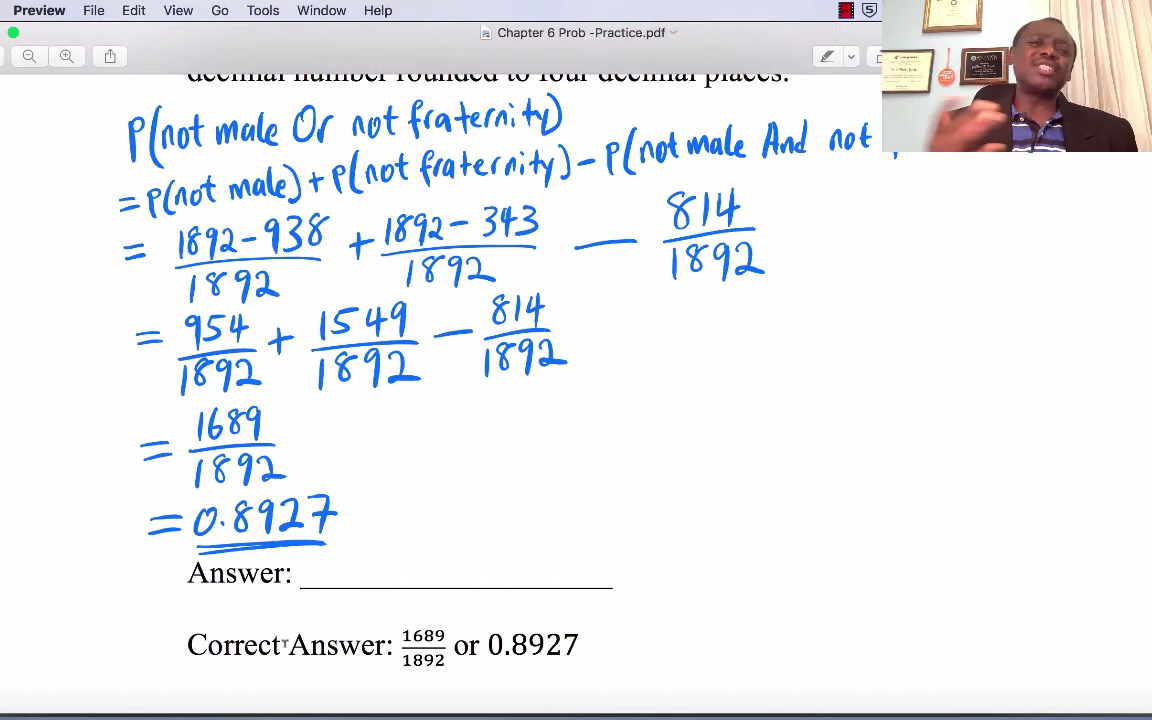 Preview File Edit View Go Tools Window Help
Chapter 6 Prob -Practice.pdf
decimal number rounded to four decimal places.
P(not male Or not fraternity)
= P(not male) + P(not fraternity) - P(not male And not
= 1892-938/1892 + 1892-343/1892 - 814/1892
= 954/1892 + 1549/1892 - 814/1892
= 1689/1892
= 0.8927
Answer:
Correct Answer: 1689/1892 or 0.8927